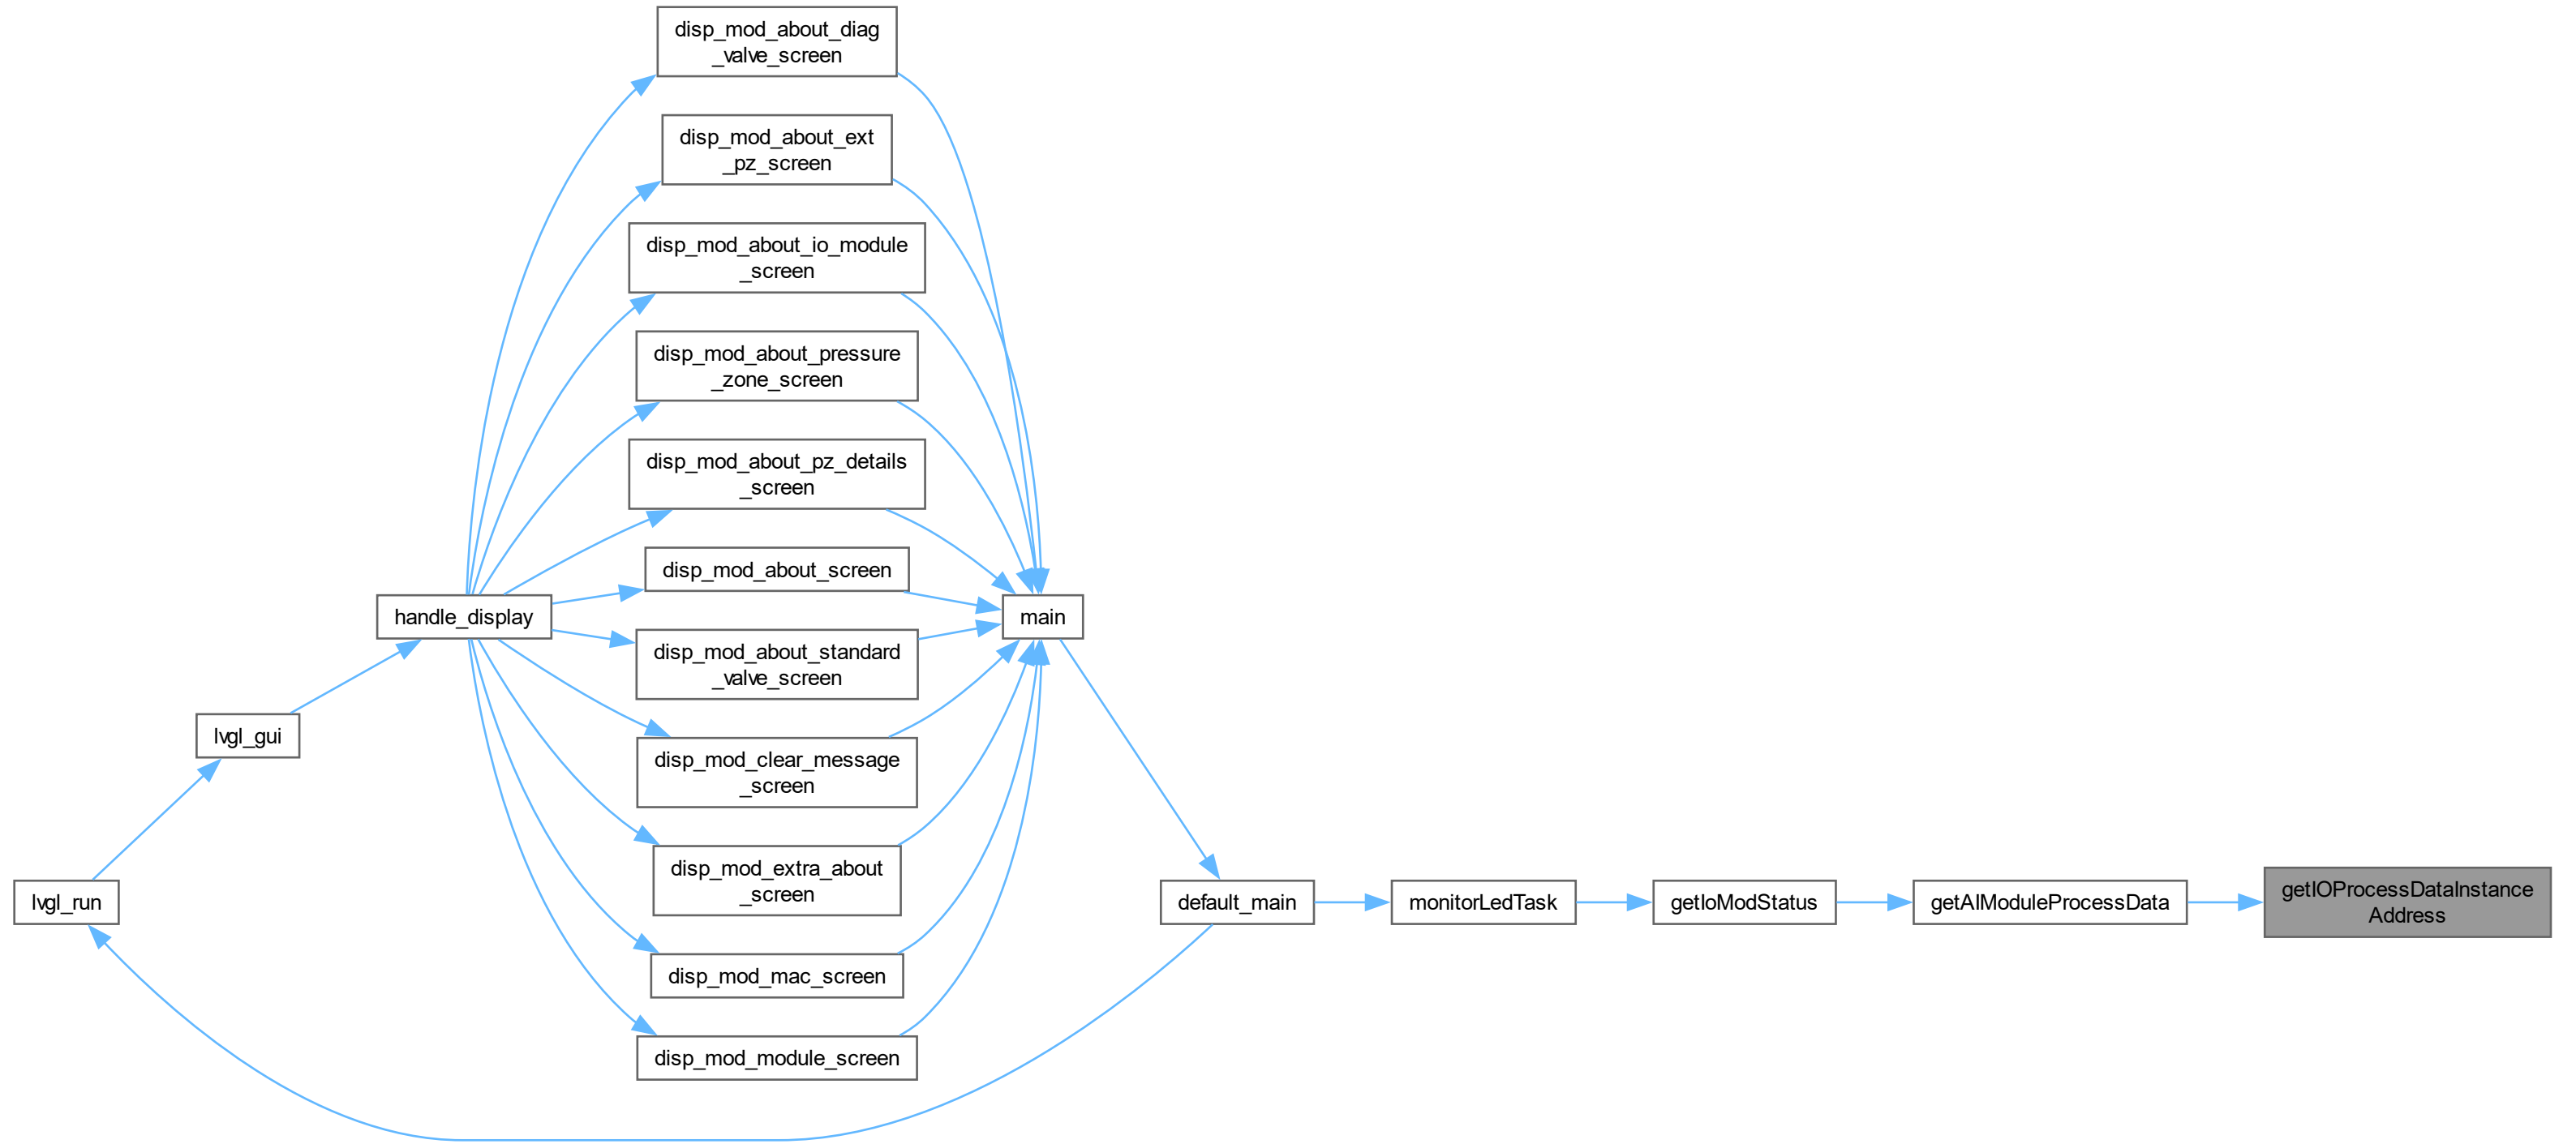 disp_mod_about_diag
_valve_screen
disp_mod_about_ext
_pz_screen
disp_mod_about_io_module
_screen
disp_mod_about_pressure
_zone_screen
disp_mod_about_pz_details
_screen
disp_mod_about_screen
handle_display
main
disp_mod_about_standard
_valve_screen
lvgl_gui
disp_mod_clear_message
_screen
disp_mod_extra_about
_screen
lvgl_run
default_main
monitorLedTask
getIoModStatus
getAIModuleProcessData
getIOProcessDataInstance
Address
disp_mod_mac_screen
disp_mod_module_screen